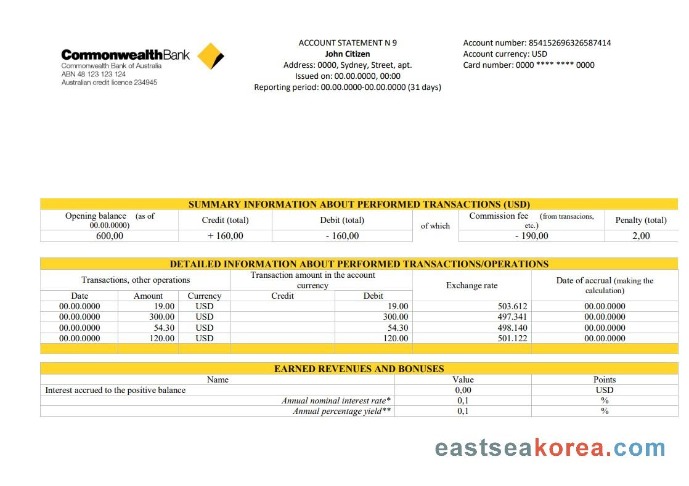 CommonwealthBank
Commonwealth Bank of Australia
ABN 48 123 123 124
Australian credit licence 234945
ACCOUNT STATEMENT N 9
John Citizen
Address: 0000, Sydney, Street, apt.
Issued on: 00.00.0000, 00:00
Reporting period: 00.00.0000-00.00.0000 (31 days)
Account number: 854152696326587414
Account currency: USD
Card number: 0000 **** **** 0000
SUMMARY INFORMATION ABOUT PERFORMED TRANSACTIONS (USD)
Opening balance (as of 00.00.0000) Credit (total) Debit (total) of which Commission fee (from transacions, etc.) Penalty (total)
600,00 + 160,00 - 160,00 - 190,00 2,00
DETAILED INFORMATION ABOUT PERFORMED TRANSACTIONS/OPERATIONS
Transactions, other operations Transaction amount in the account currency Exchange rate Date of accrual (making the calculation)
Date Amount Currency Credit Debit
00.00.0000 19.00 USD 19.00 503.612 00.00.0000
00.00.0000 300.00 USD 300.00 497.341 00.00.0000
00.00.0000 54.30 USD 54.30 498.140 00.00.0000
00.00.0000 120.00 USD 120.00 501.122 00.00.0000
EARNED REVENUES AND BONUSES
Name Value Points
Interest accrued to the positive balance 0,00 USD
Annual nominal interest rate* 0,1 %
Annual percentage yield** 0,1 %
eastseakorea.com